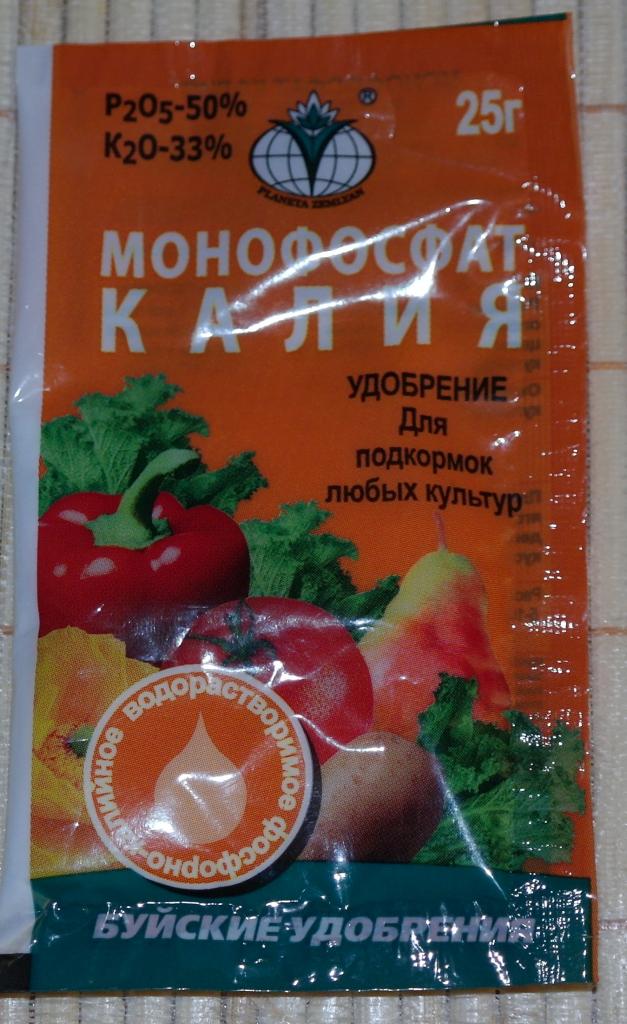 P2O5-50%
K2O-33%
®
25г
PLANETA ZEMLYAN
МОНОФОСФАТ
КАЛИЯ
УДОБРЕНИЕ
Для
подкормок
любых культур
водорастворимое фосфорно-калийное
БУЙСКИЕ УДОБРЕНИЯ